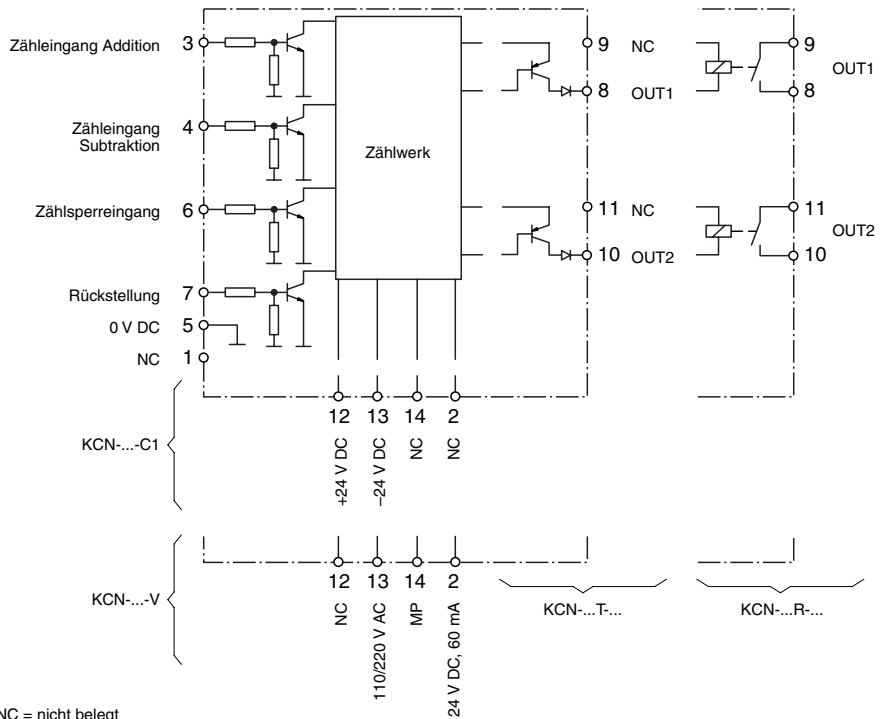 Zähleingang Addition 3
9 NC
9
OUT1
8 OUT1
8
Zähleingang
Subtraktion
4
Zählwerk
Zählsperreingang 6
11 NC
11
OUT2
10 OUT2
10
Rückstellung 7
0 V DC 5
NC 1
12 13 14 2
KCN-...-C1
+24 V DC
–24 V DC
NC
NC
12 13 14 2
KCN-...-V
NC
110/220 V AC
MP
24 V DC, 60 mA
KCN-...T-...
KCN-...R-...
NC = nicht belegt